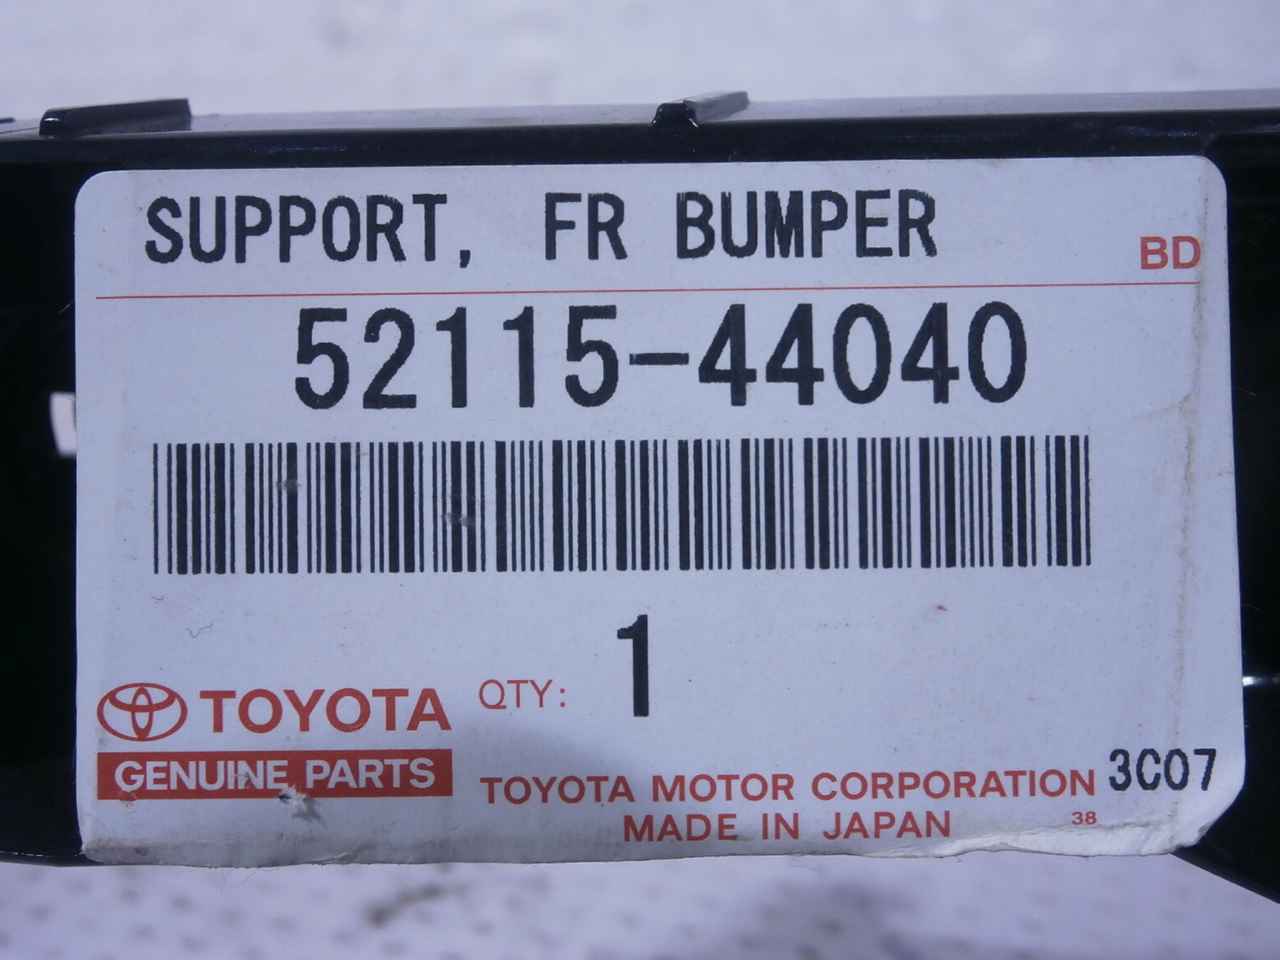 SUPPORT, FR BUMPER
BD
52115-44040
1
TOYOTA QTY:
GENUINE PARTS
TOYOTA MOTOR CORPORATION 3C07
MADE IN JAPAN 38